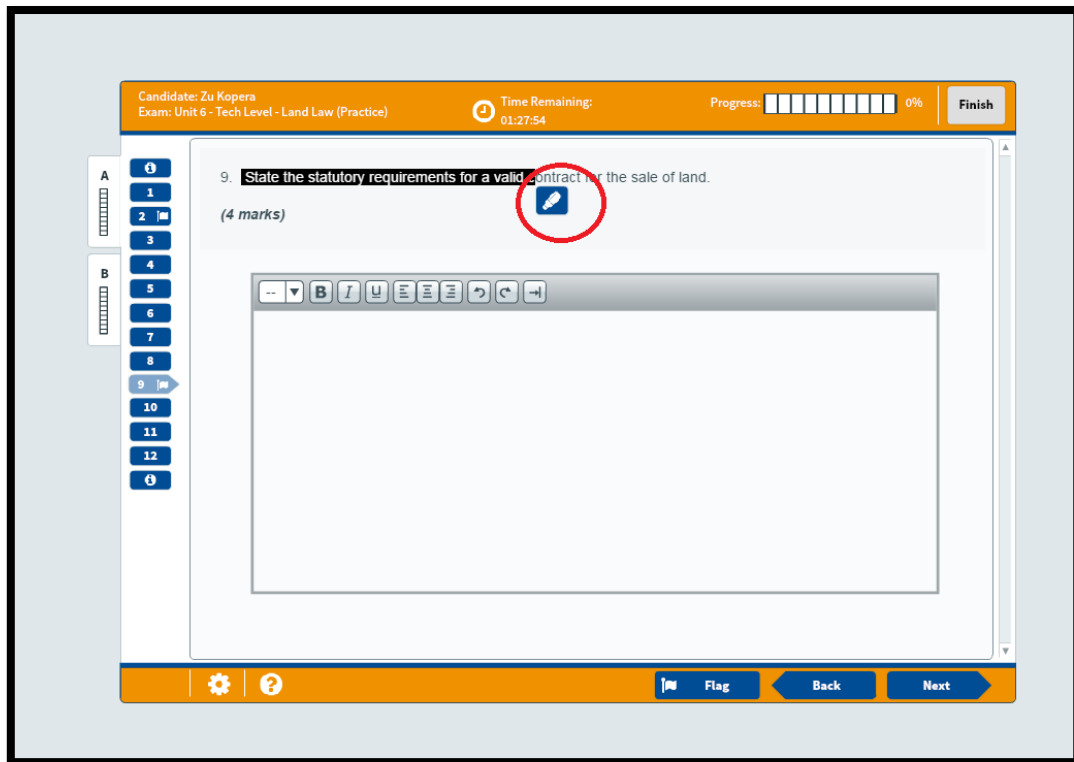 Candidate: Zu Kopera
Exam: Unit 6 - Tech Level - Land Law (Practice)
Time Remaining:
01:27:54
Progress:
0%
Finish
A
B
1
2
3
4
5
6
7
8
9
10
11
12
9. State the statutory requirements for a valid contract for the sale of land.
(4 marks)
-- B I U
Flag
Back
Next